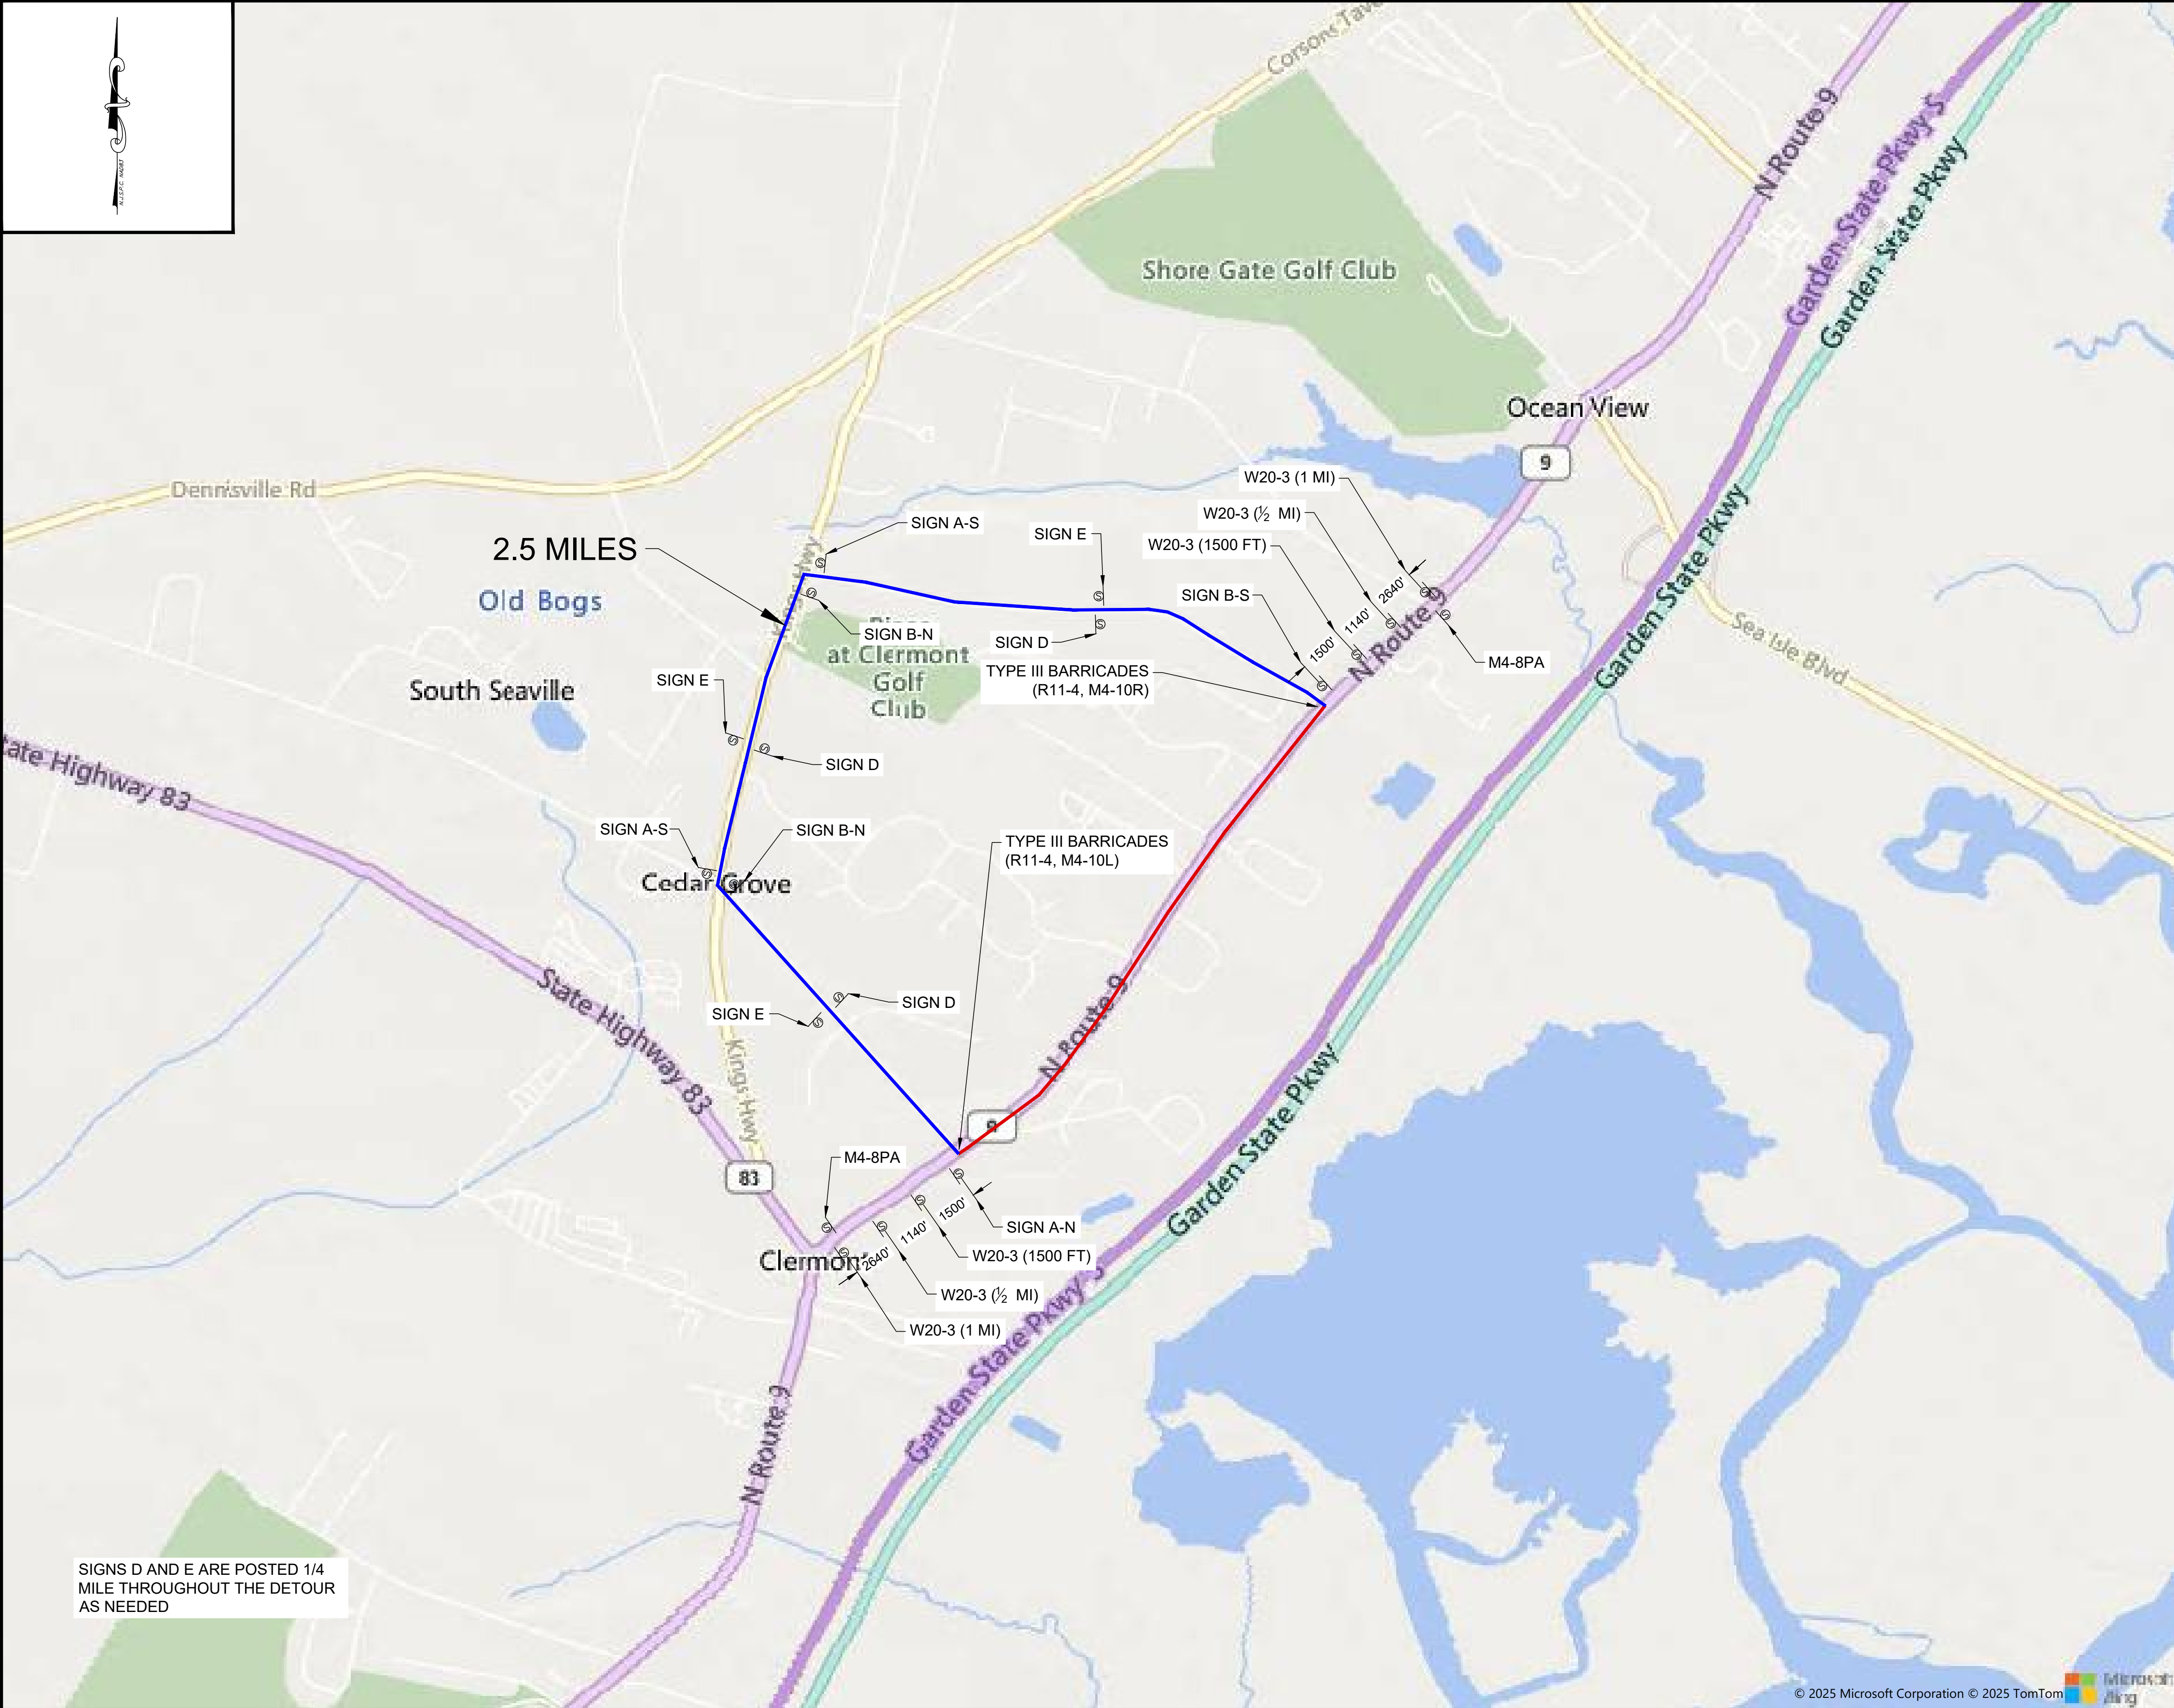 N.J.S.P.C. NAD83
Corsons Tave
N Route 9
Garden State Pkwy S
Garden State Pkwy
Shore Gate Golf Club
Ocean View
9
Dennisville Rd
W20-3 (1 MI)
W20-3 (½ MI)
W20-3 (1500 FT)
SIGN A-S
SIGN E
2.5 MILES
Hwy
Old Bogs
SIGN B-S
2640'
1140'
1500'
N Route 9
SIGN B-N
SIGN D
at Clermont
Golf
Club
M4-8PA
TYPE III BARRICADES
(R11-4, M4-10R)
Garden State Pkwy
Sea Isle Blvd
SIGN E
South Seaville
SIGN D
tate Highway 83
SIGN A-S
SIGN B-N
Cedar Grove
TYPE III BARRICADES
(R11-4, M4-10L)
SIGN D
SIGN E
State Highway 83
Kings Hwy
N Route 9
9
Garden State Pkwy
M4-8PA
83
1500'
1140'
2640'
SIGN A-N
Clermont
W20-3 (1500 FT)
W20-3 (½ MI)
W20-3 (1 MI)
Garden State Pkwy S
N Route 9
SIGNS D AND E ARE POSTED 1/4
MILE THROUGHOUT THE DETOUR
AS NEEDED
© 2025 Microsoft Corporation © 2025 TomTom
Microsoft
Bing